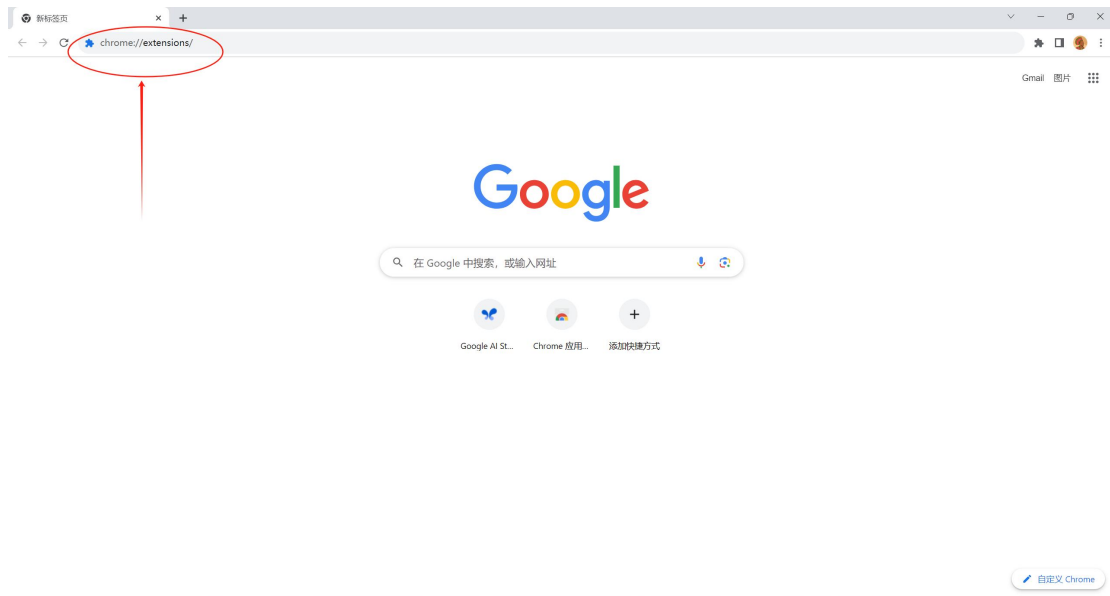 新标签页
chrome://extensions/
Gmail 图片
Google
在 Google 中搜索，或输入网址
Google AI St... Chrome 应用... 添加快捷方式
自定义 Chrome